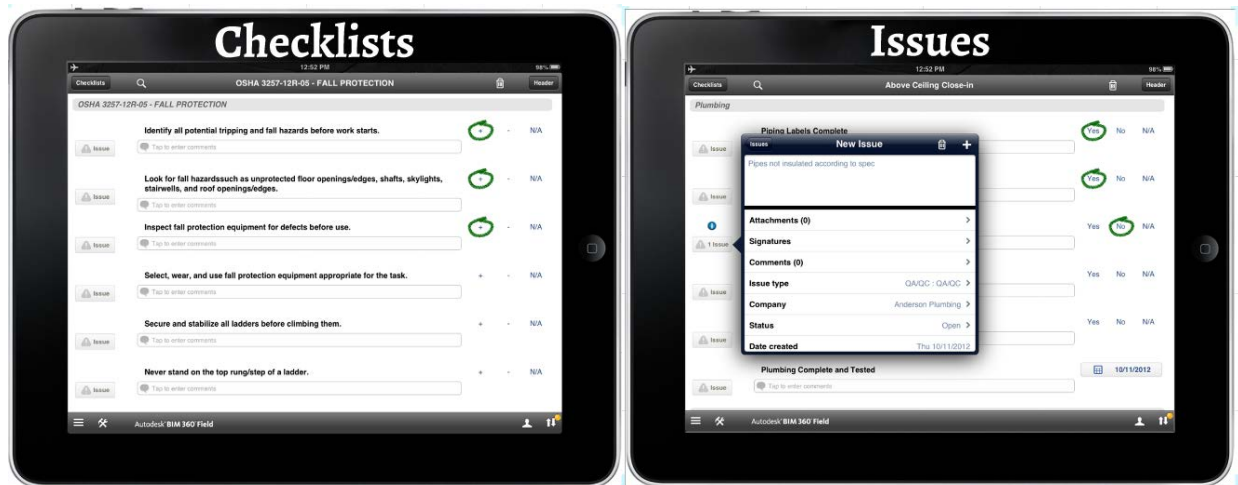 Checklists
12:52 PM
98%
Checklists
OSHA 3257-12R-05 - FALL PROTECTION
Header
OSHA 3257-12R-05 - FALL PROTECTION
Identify all potential tripping and fall hazards before work starts.
+ - N/A
Issue
Tap to enter comments
Look for fall hazardssuch as unprotected floor openings/edges, shafts, skylights,
stairwells, and roof openings/edges.
+ - N/A
Issue
Tap to enter comments
Inspect fall protection equipment for defects before use.
+ - N/A
Issue
Tap to enter comments
Select, wear, and use fall protection equipment appropriate for the task.
+ - N/A
Issue
Tap to enter comments
Secure and stabilize all ladders before climbing them.
+ - N/A
Issue
Tap to enter comments
Never stand on the top rung/step of a ladder.
+ - N/A
Issue
Tap to enter comments
Autodesk® BIM 360™ Field
Issues
12:52 PM
98%
Checklists
Above Ceiling Close-in
Header
Plumbing
Piping Labels Complete
Yes No N/A
Issue
Issues
New Issue
+
Pipes not insulated according to spec
Yes No N/A
Issue
Attachments (0)
Yes No N/A
1 Issue
Signatures
Comments (0)
Issue type QA/QC : QA/QC
Yes No N/A
Issue
Company Anderson Plumbing
Status Open
Yes No N/A
Issue
Date created Thu 10/11/2012
Plumbing Complete and Tested
10/11/2012
Issue
Tap to enter comments
Autodesk® BIM 360™ Field